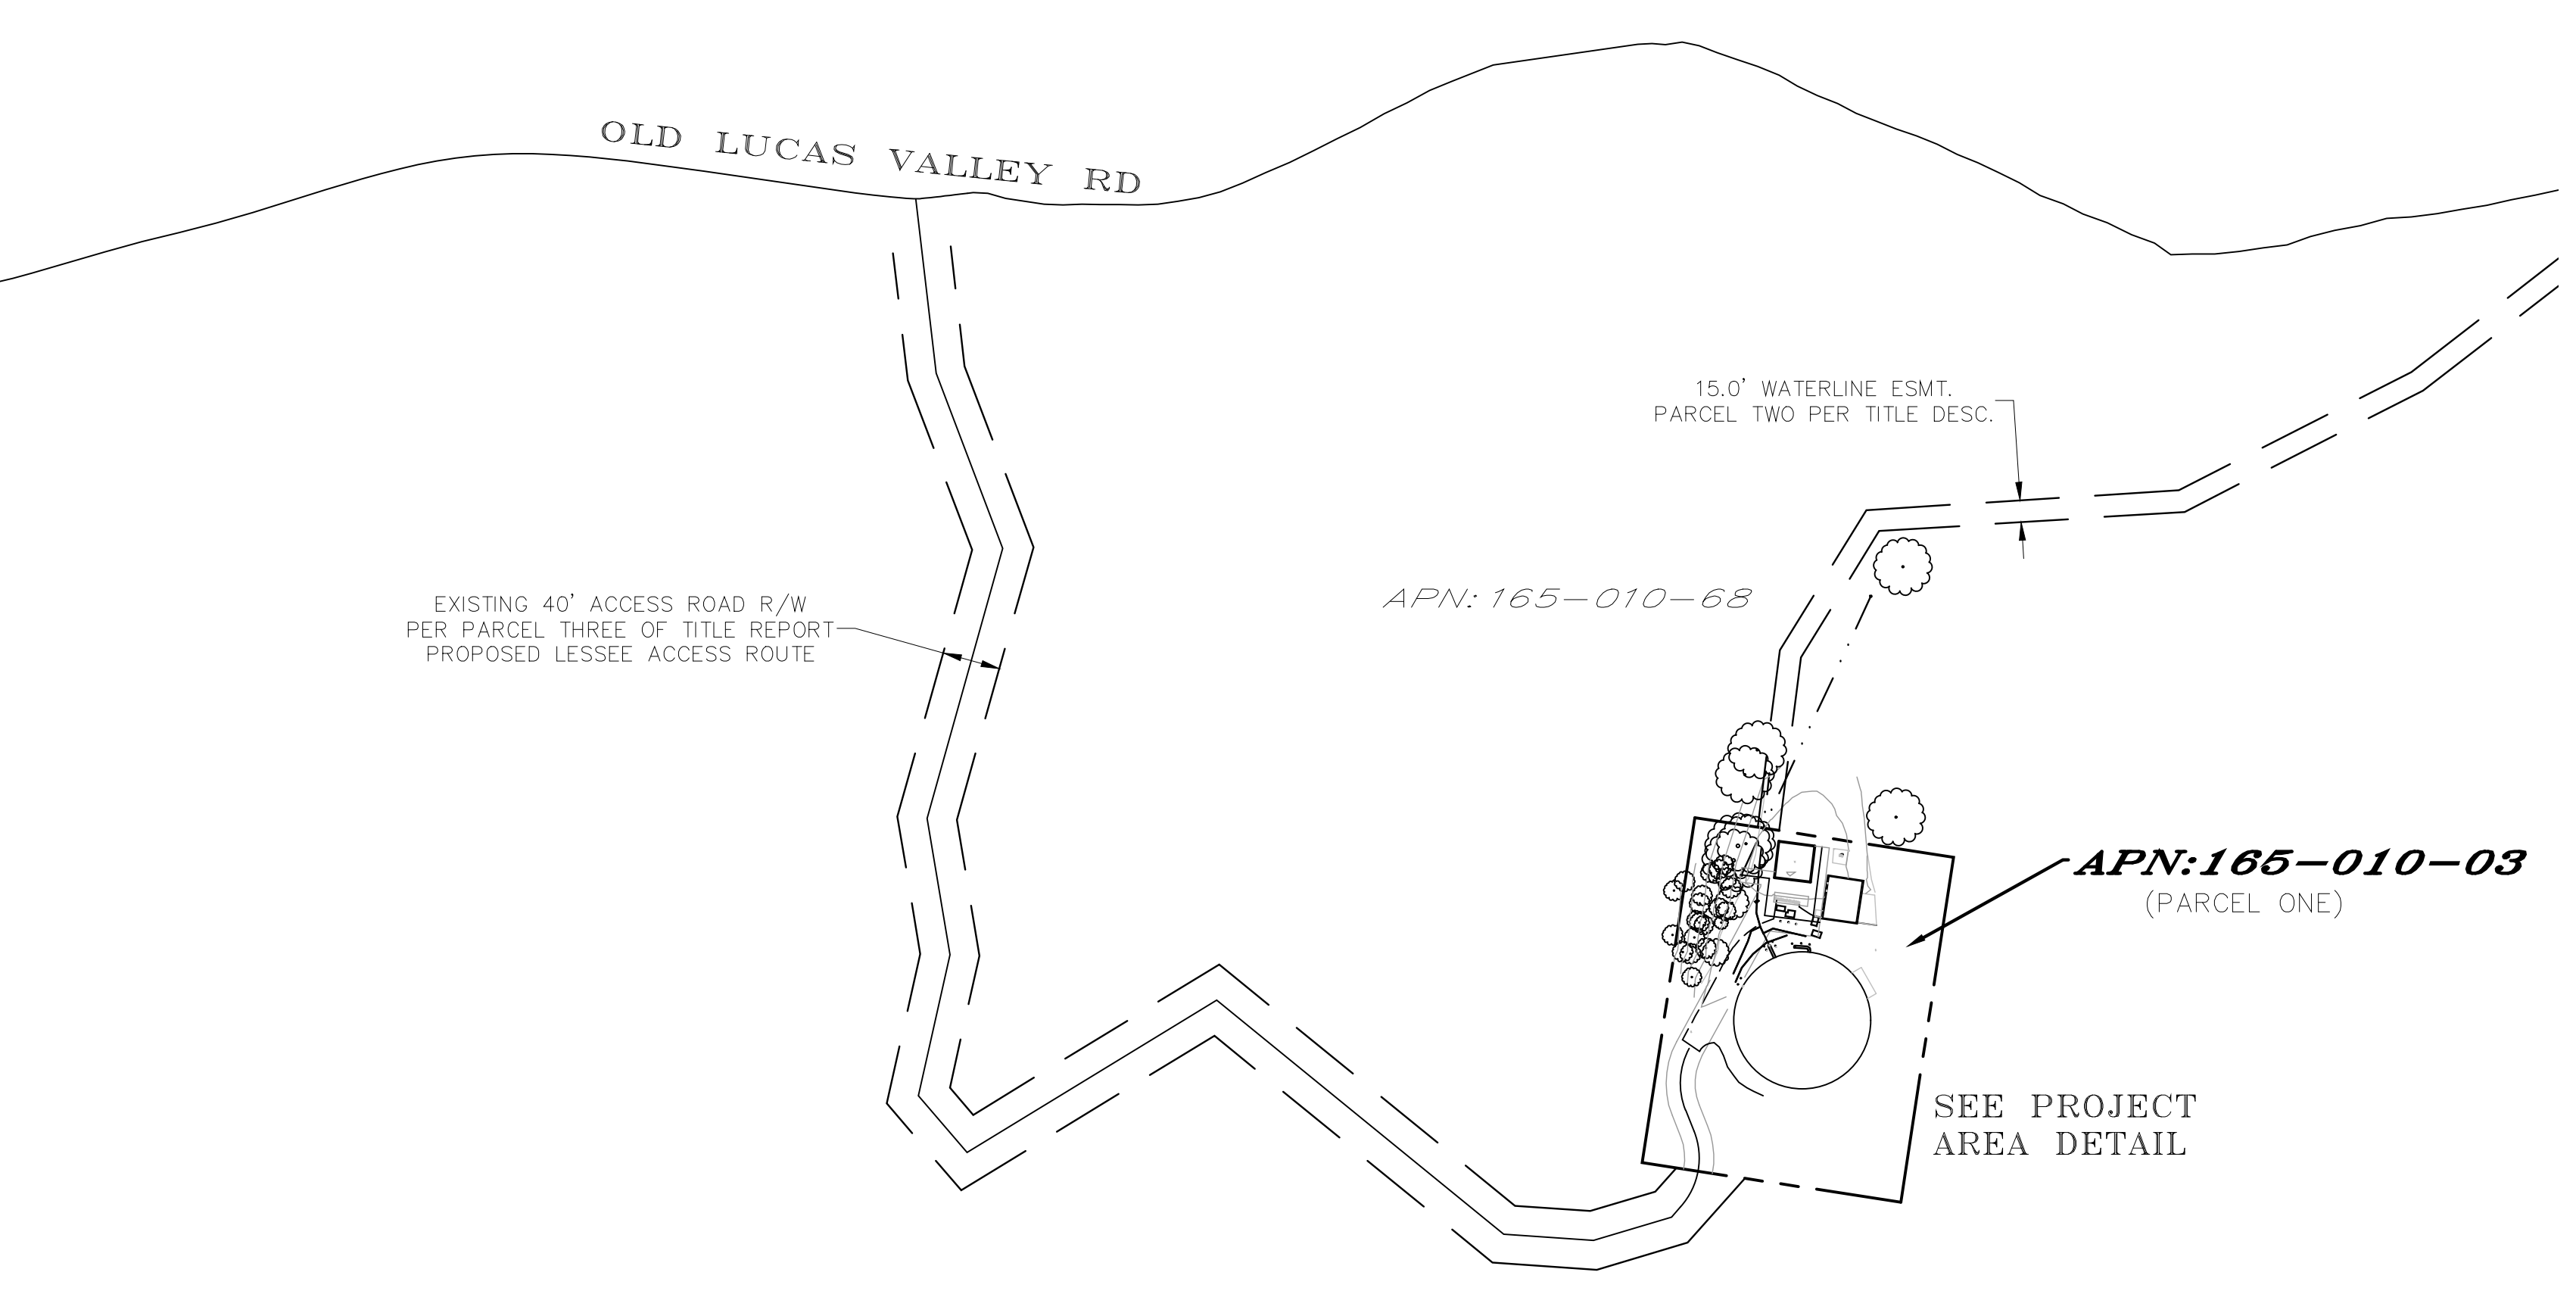 OLD LUCAS VALLEY RD
15.0' WATERLINE ESMT.
PARCEL TWO PER TITLE DESC.
EXISTING 40' ACCESS ROAD R/W
PER PARCEL THREE OF TITLE REPORT
PROPOSED LESSEE ACCESS ROUTE
APN: 165-010-68
APN:165-010-03
(PARCEL ONE)
SEE PROJECT
AREA DETAIL